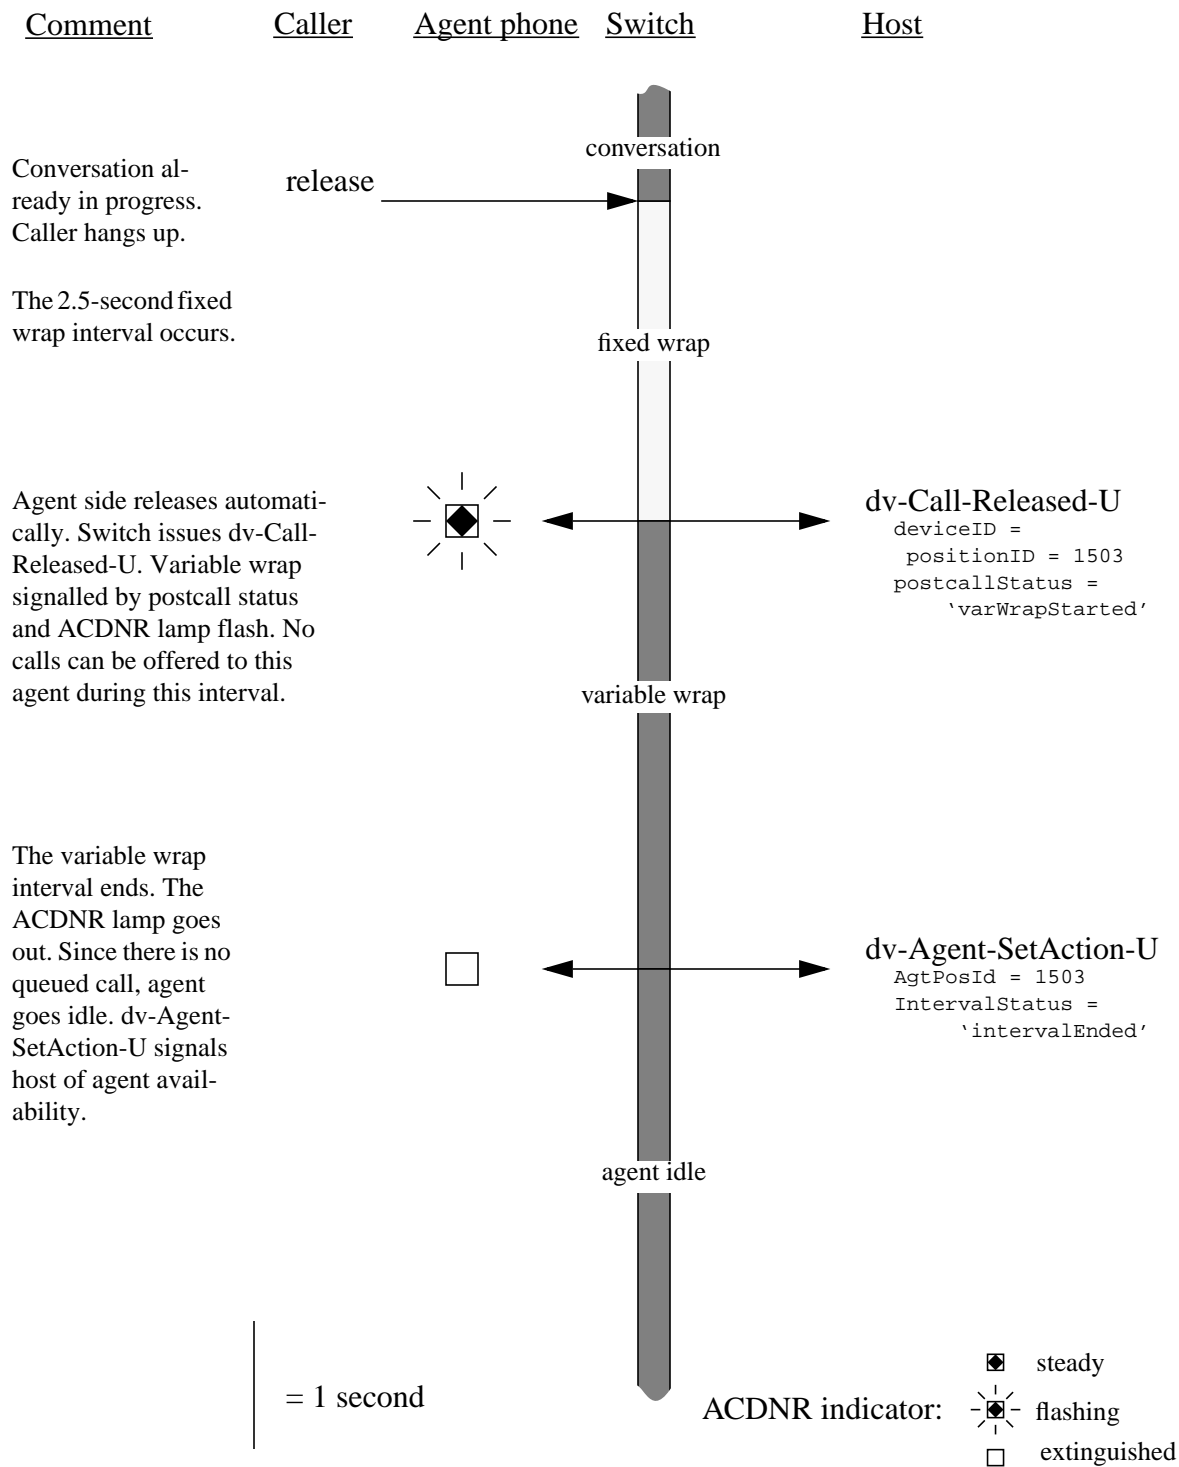 Comment Caller Agent phone Switch Host
conversation
Conversation al-
ready in progress.
Caller hangs up.
release
The 2.5-second fixed
wrap interval occurs.
fixed wrap
Agent side releases automati-
cally. Switch issues dv-Call-
Released-U. Variable wrap
signalled by postcall status
and ACDNR lamp flash. No
calls can be offered to this
agent during this interval.
dv-Call-Released-U
deviceID =
positionID = 1503
postcallStatus =
‘varWrapStarted’
variable wrap
The variable wrap
interval ends. The
ACDNR lamp goes
out. Since there is no
queued call, agent
goes idle. dv-Agent-
SetAction-U signals
host of agent avail-
ability.
dv-Agent-SetAction-U
AgtPosId = 1503
IntervalStatus =
‘intervalEnded’
agent idle
= 1 second
ACDNR indicator:
steady
flashing
extinguished